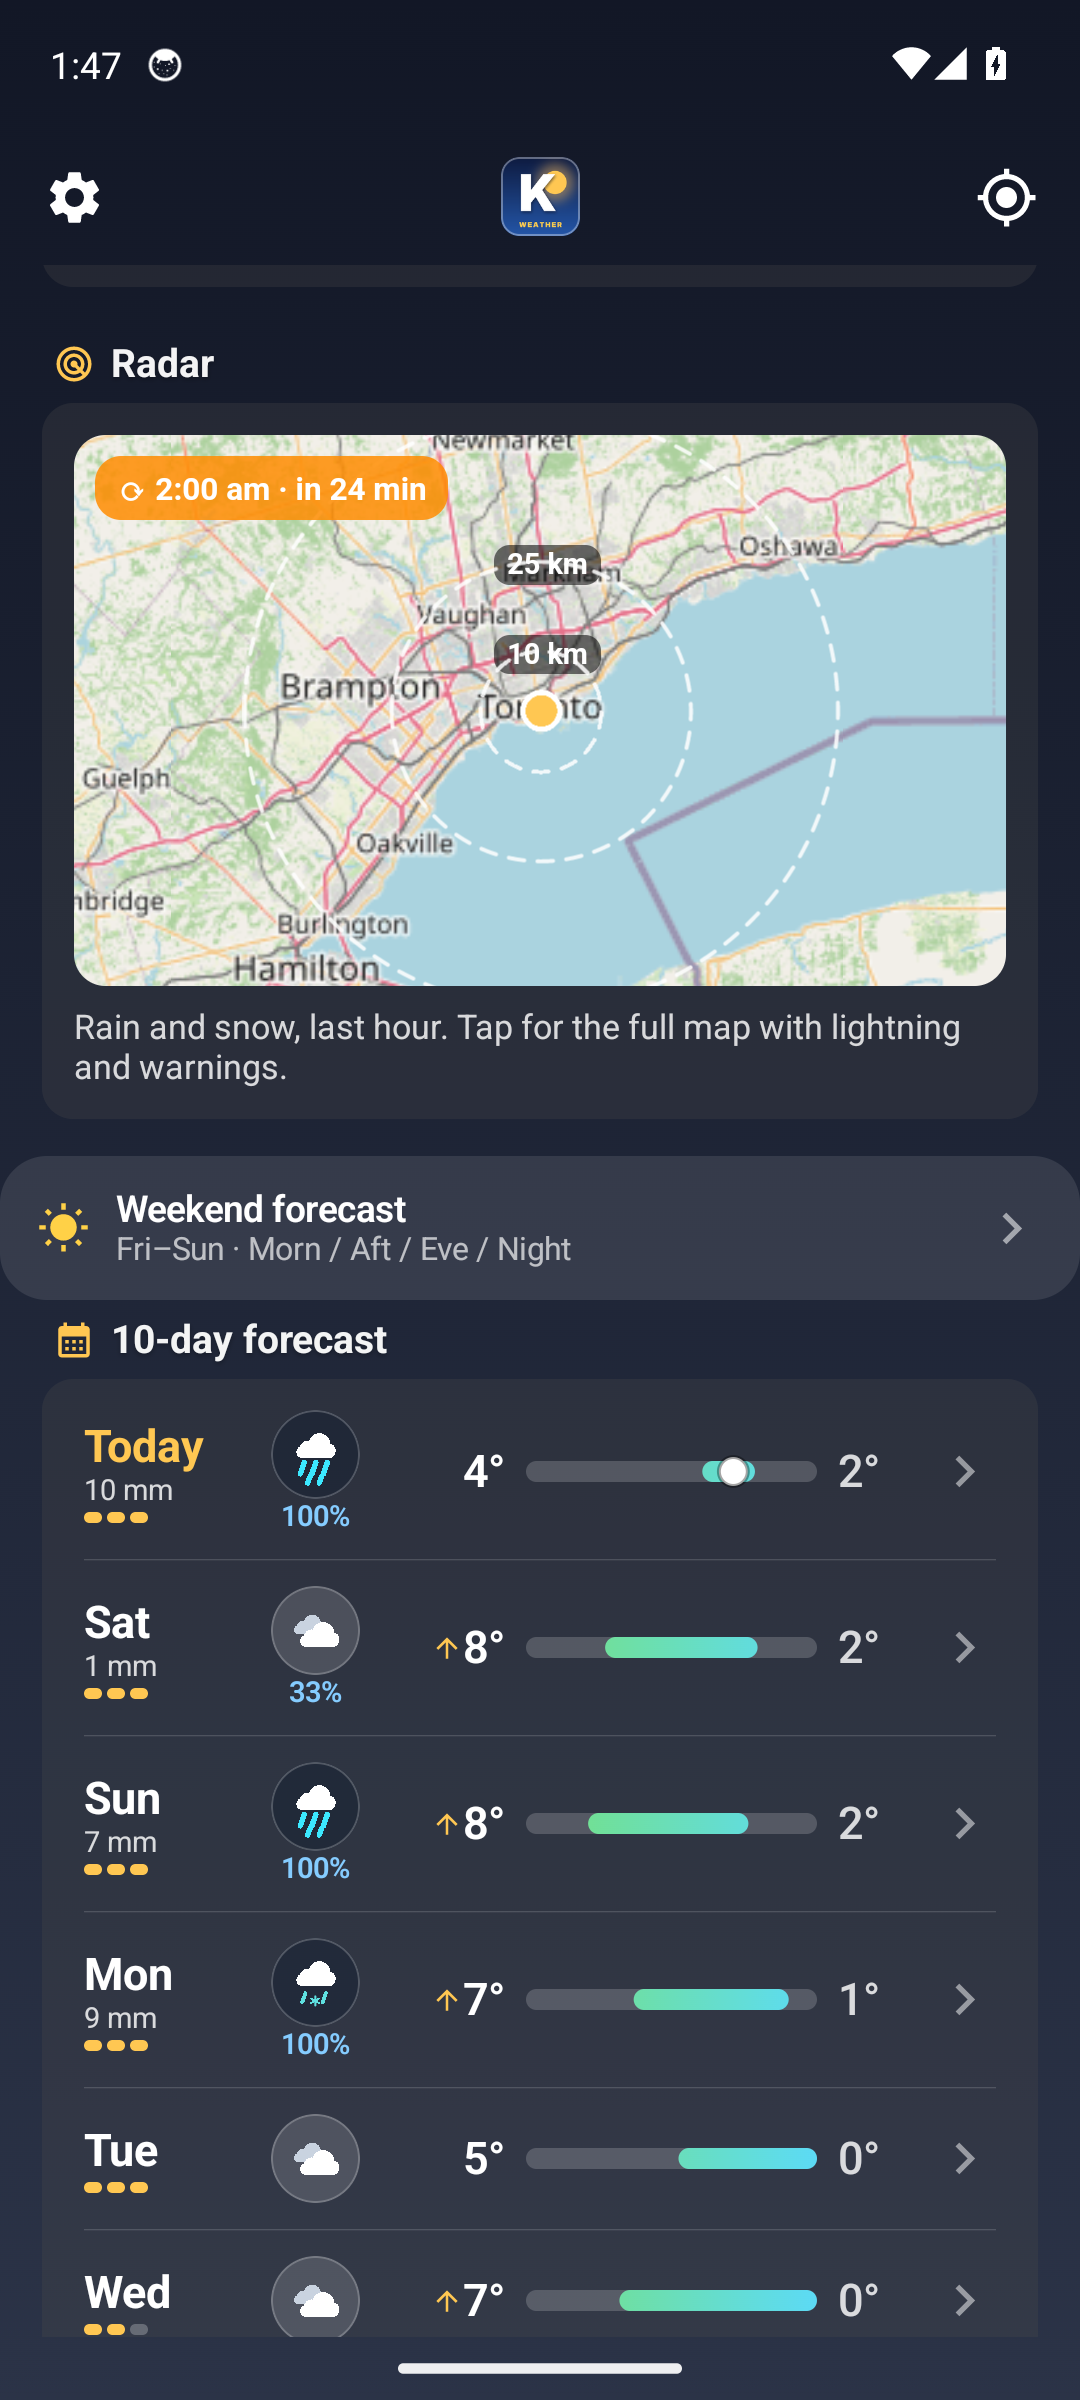 1:47
K
WEATHER
Radar
Newmarket
2:00 am · in 24 min
Oshawa
25 km
Markham
Vaughan
10 km
Brampton
Toronto
Guelph
Oakville
nbridge
Burlington
Hamilton
Rain and snow, last hour. Tap for the full map with lightning
and warnings.
Weekend forecast
Fri–Sun · Morn / Aft / Eve / Night
10-day forecast
Today
10 mm
100%
4° 2°
Sat
1 mm
33%
↑8° 2°
Sun
7 mm
100%
↑8° 2°
Mon
9 mm
100%
↑7° 1°
Tue
5° 0°
Wed
↑7° 0°